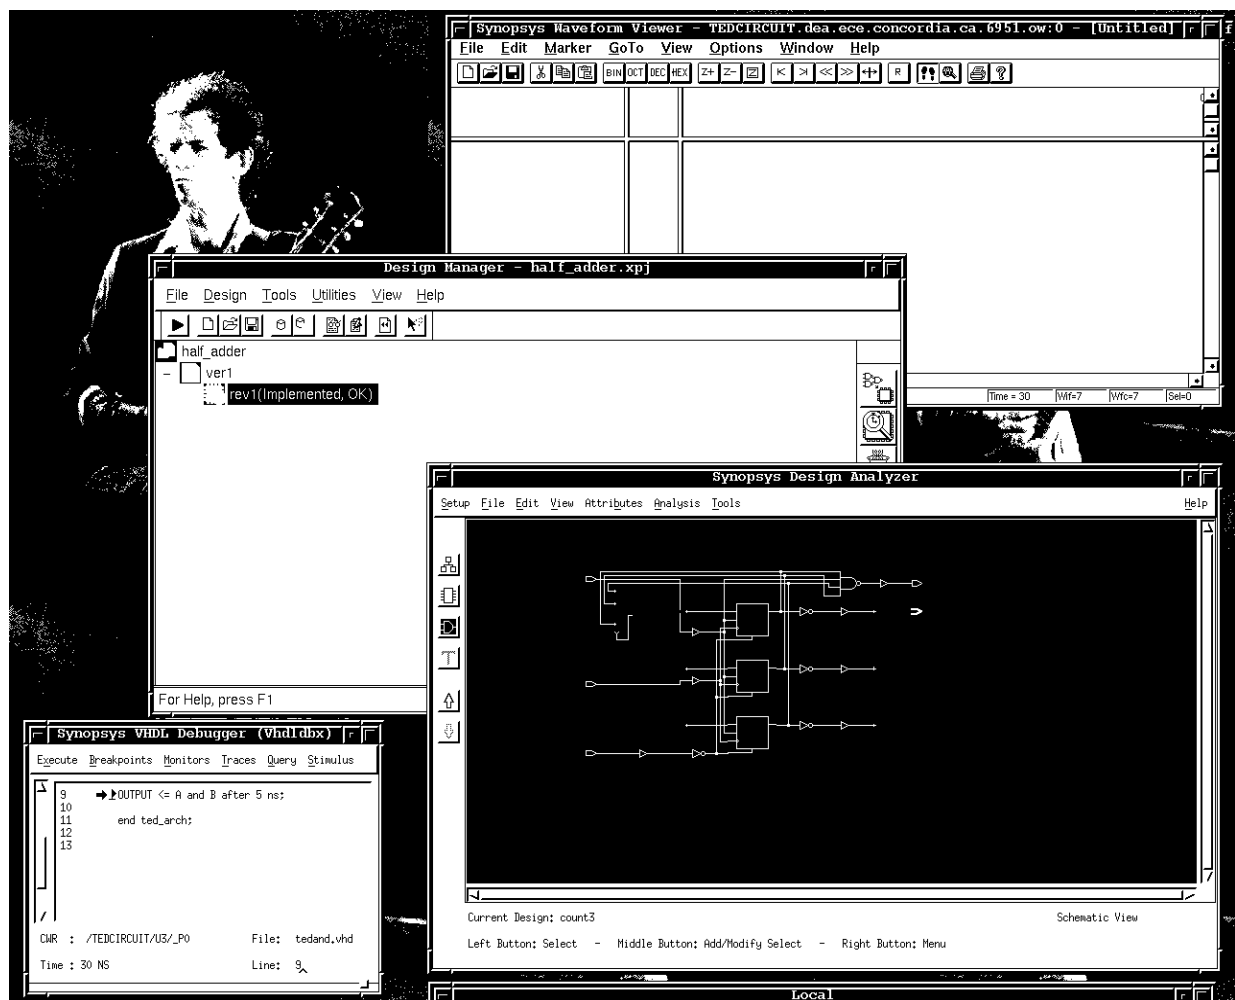 Synopsys Waveform Viewer - TEDCIRCUIT.dea.ece.concordia.ca.6951.ow:0 - [Untitled]
File Edit Marker GoTo View Options Window Help
BIN OCT DEC HEX Z+ Z- Z R
Time = 30 Wif=7 Wfc=7 Sel=0
Design Manager - half_adder.xpj
File Design Tools Utilities View Help
half_adder
ver1
rev1(Implemented, OK)
For Help, press F1
Synopsys Design Analyzer
Setup File Edit View Attributes Analysis Tools Help
Current Design: count3 Schematic View
Left Button: Select - Middle Button: Add/Modify Select - Right Button: Menu
Synopsys VHDL Debugger (Vhdldbx)
Execute Breakpoints Monitors Traces Query Stimulus
9 OUTPUT <= A and B after 5 ns;
10
11 end ted_arch;
12
13
CWR : /TEDCIRCUIT/U3/_P0 File: tedand.vhd
Time : 30 NS Line: 9
Local